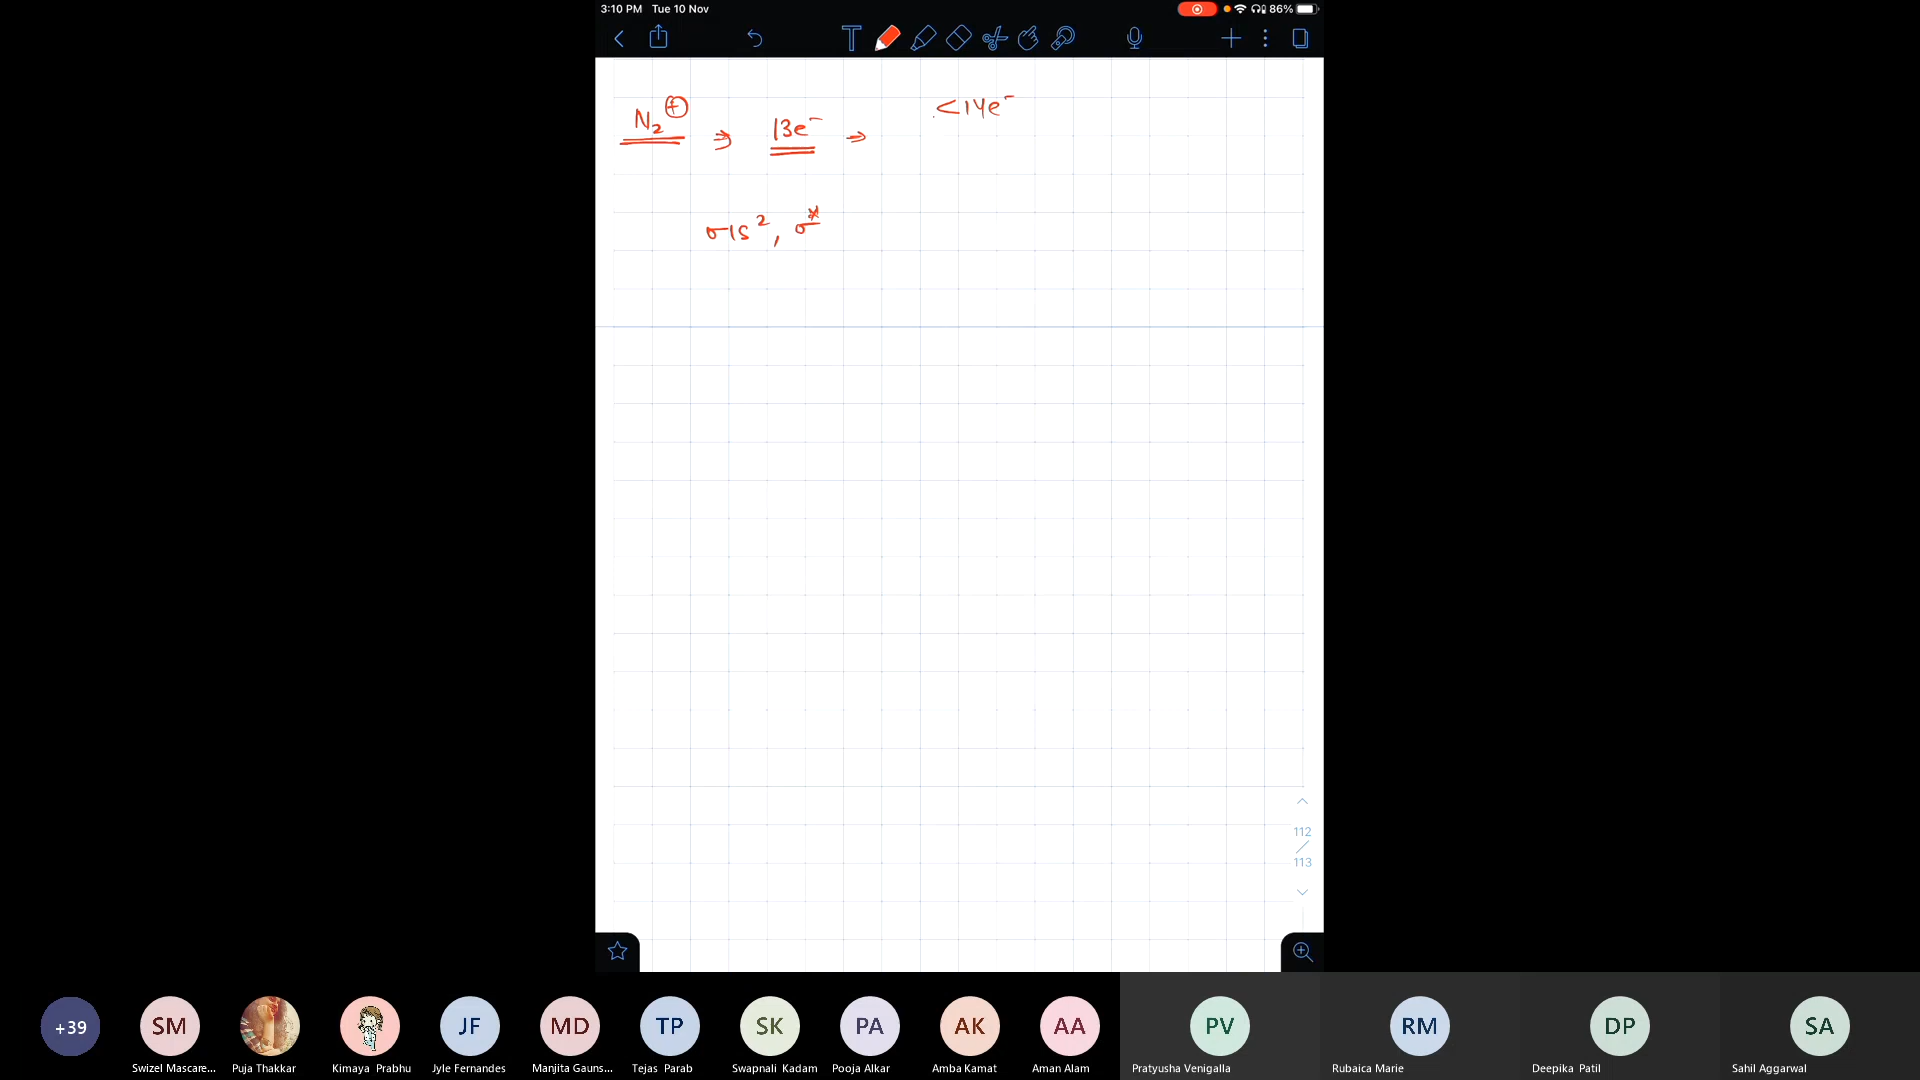 3:10 PM Tue 10 Nov 86%
T
<14e⁻
N₂⊕ ⇒ 13e⁻ ⇒
σ1s², σ*
112
/
113
+39 SM JF MD TP SK PA AK AA PV RM DP SA
Swizel Mascare... Puja Thakkar Kimaya Prabhu Jyle Fernandes Manjita Gauns... Tejas Parab Swapnali Kadam Pooja Alkar Amba Kamat Aman Alam Pratyusha Venigalla Rubaica Marie Deepika Patil Sahil Aggarwal